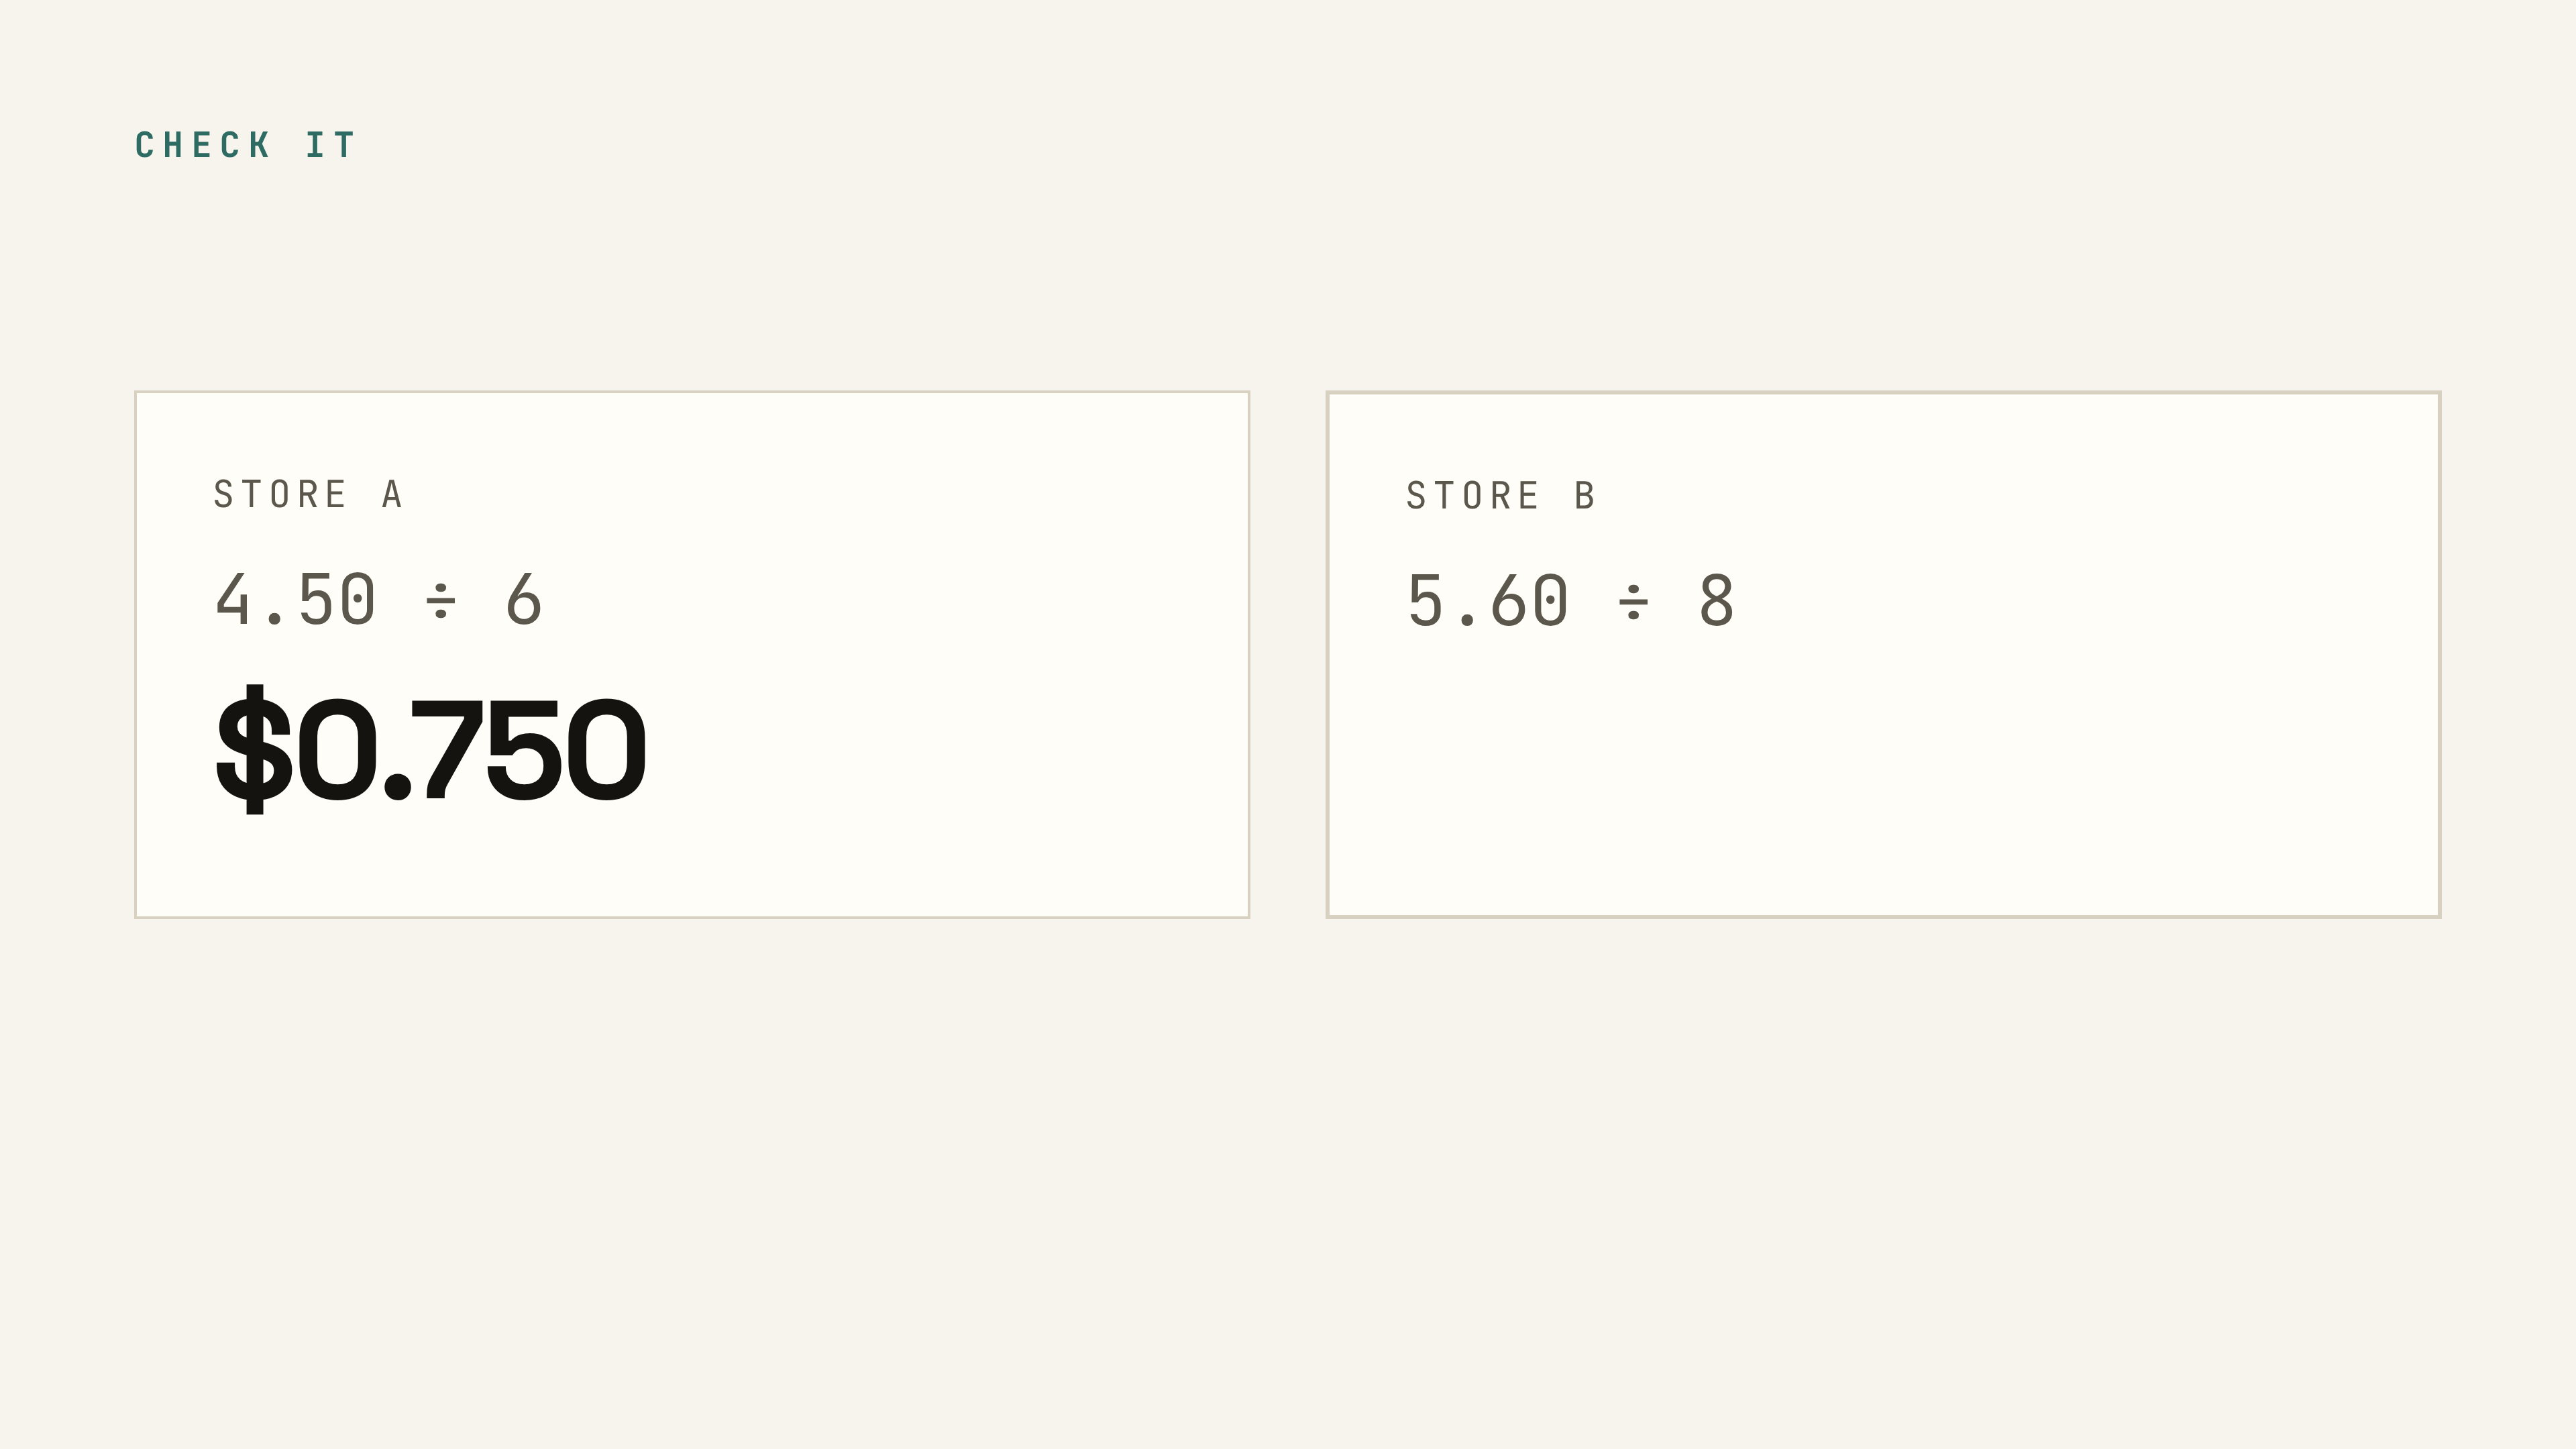 CHECK IT
STORE A
4.50 ÷ 6
$0.750
STORE B
5.60 ÷ 8